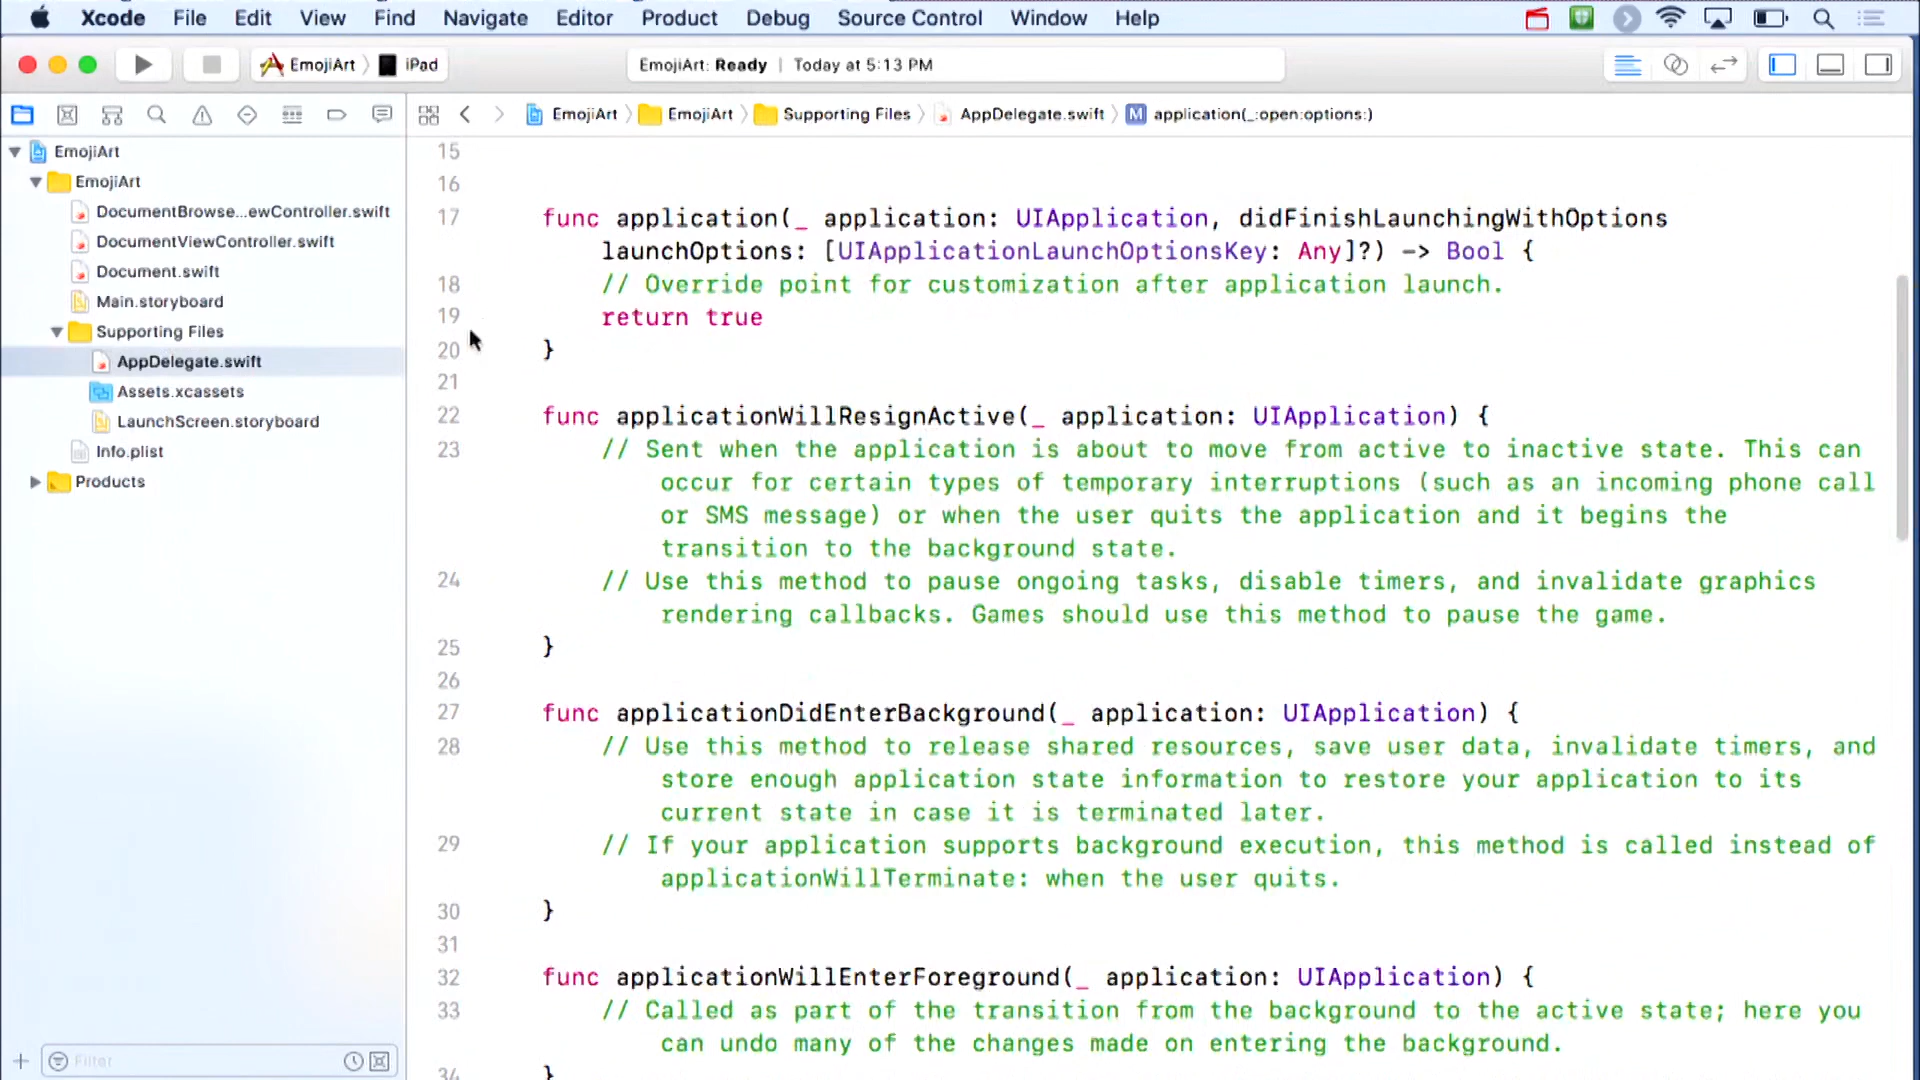 Xcode File Edit View Find Navigate Editor Product Debug Source Control Window Help
EmojiArt iPad
EmojiArt: Ready | Today at 5:13 PM
EmojiArt EmojiArt Supporting Files AppDelegate.swift M application(_:open:options:)
EmojiArt
EmojiArt
DocumentBrowse...ewController.swift
DocumentViewController.swift
Document.swift
Main.storyboard
Supporting Files
AppDelegate.swift
Assets.xcassets
LaunchScreen.storyboard
Info.plist
Products
Filter
15
16
17 func application(_ application: UIApplication, didFinishLaunchingWithOptions
launchOptions: [UIApplicationLaunchOptionsKey: Any]?) -> Bool {
18 // Override point for customization after application launch.
19 return true
20 }
21
22 func applicationWillResignActive(_ application: UIApplication) {
23 // Sent when the application is about to move from active to inactive state. This can
occur for certain types of temporary interruptions (such as an incoming phone call
or SMS message) or when the user quits the application and it begins the
transition to the background state.
24 // Use this method to pause ongoing tasks, disable timers, and invalidate graphics
rendering callbacks. Games should use this method to pause the game.
25 }
26
27 func applicationDidEnterBackground(_ application: UIApplication) {
28 // Use this method to release shared resources, save user data, invalidate timers, and
store enough application state information to restore your application to its
current state in case it is terminated later.
29 // If your application supports background execution, this method is called instead of
applicationWillTerminate: when the user quits.
30 }
31
32 func applicationWillEnterForeground(_ application: UIApplication) {
33 // Called as part of the transition from the background to the active state; here you
can undo many of the changes made on entering the background.
34 }